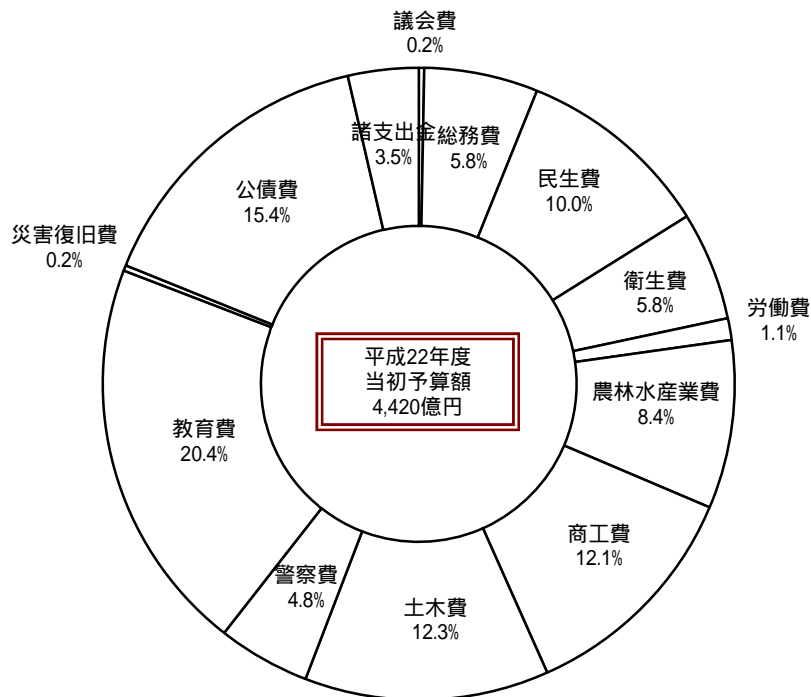 議会費
0.2%
総務費
5.8%
民生費
10.0%
衛生費
5.8%
労働費
1.1%
農林水産業費
8.4%
商工費
12.1%
土木費
12.3%
警察費
4.8%
教育費
20.4%
災害復旧費
0.2%
公債費
15.4%
諸支出金
3.5%
平成22年度
当初予算額
4,420億円